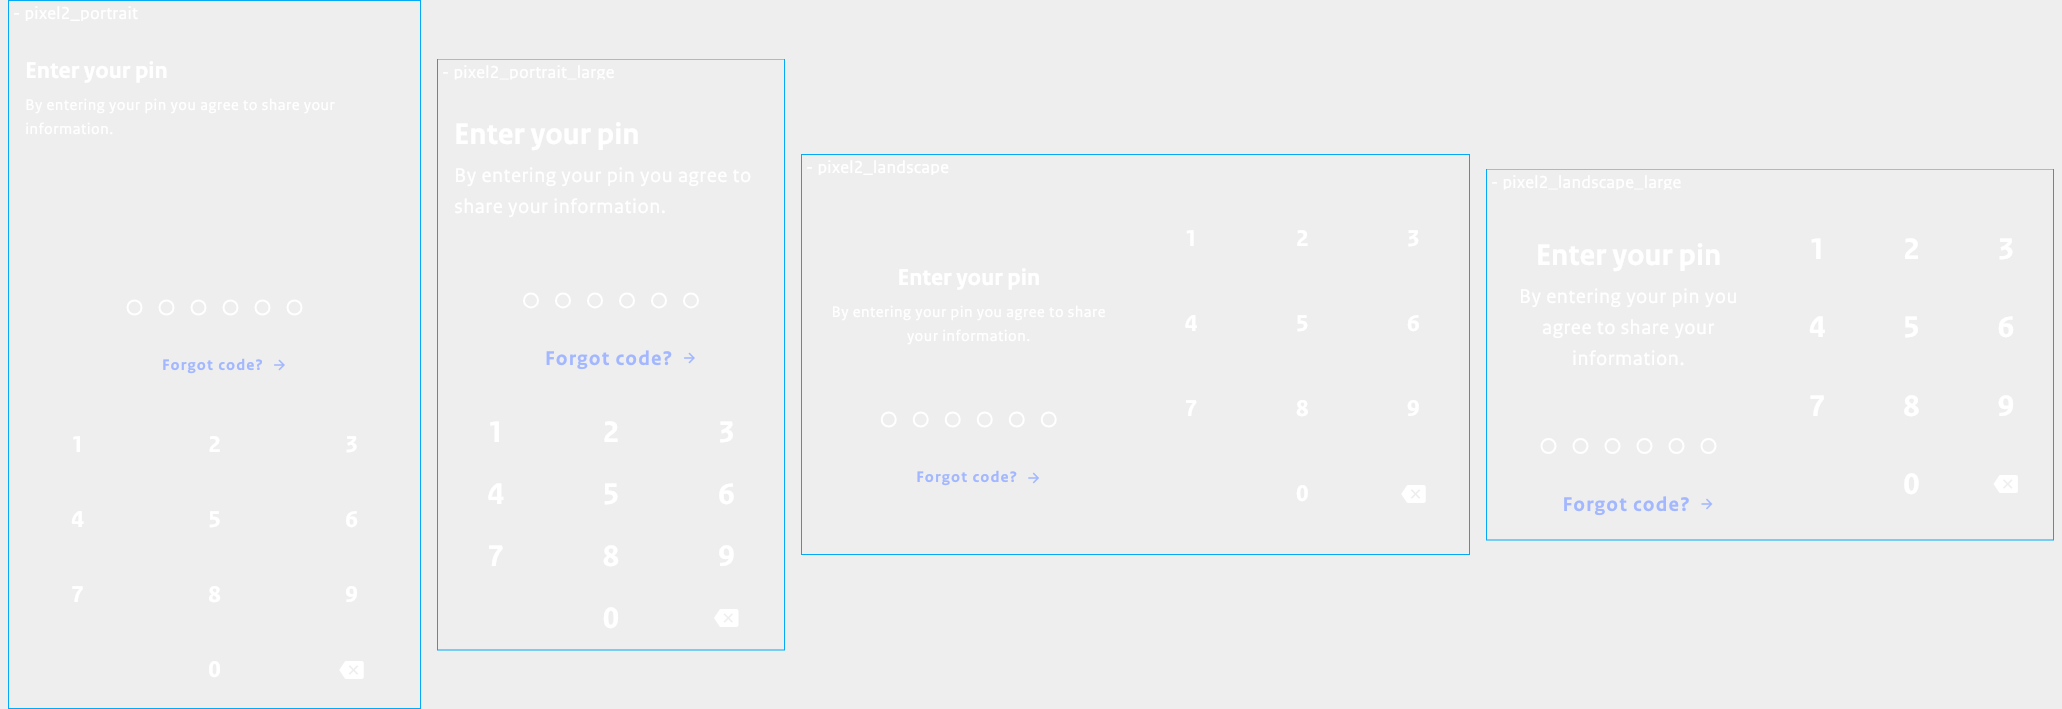 - pixel2_portrait
Enter your pin
By entering your pin you agree to share your
information.
Forgot code? →
1 2 3
4 5 6
7 8 9
0
- pixel2_portrait_large
Enter your pin
By entering your pin you agree to
share your information.
Forgot code? →
1 2 3
4 5 6
7 8 9
0
- pixel2_landscape
Enter your pin
By entering your pin you agree to share
your information.
Forgot code? →
1 2 3
4 5 6
7 8 9
0
- pixel2_landscape_large
Enter your pin
By entering your pin you
agree to share your
information.
Forgot code? →
1 2 3
4 5 6
7 8 9
0